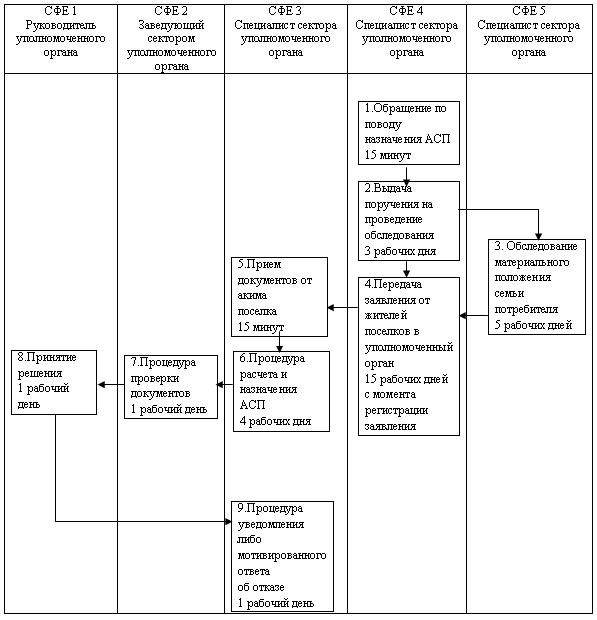 СФЕ 1
Руководитель
уполномоченного
органа
СФЕ 2
Заведующий
сектором
уполномоченного
органа
СФЕ 3
Специалист сектора
уполномоченного
органа
СФЕ 4
Специалист сектора
уполномоченного
органа
СФЕ 5
Специалист сектора
уполномоченного
органа
1.Обращение по
поводу
назначения АСП
15 минут
2.Выдача
поручения на
проведение
обследования
3 рабочих дня
3. Обследование
материального
положения
семьи
потребителя
5 рабочих дней
4.Передача
заявления от
жителей
поселков в
уполномоченный
орган
15 рабочих дней
с момента
регистрации
заявления
5.Прием
документов от
акима
поселка
15 минут
6.Процедура
расчета и
назначения
АСП
4 рабочих дня
7.Процедура
проверки
документов
1 рабочий день
8.Принятие
решения
1 рабочий
день
9.Процедура
уведомления
либо
мотивированного
ответа
об отказе
1 рабочий день